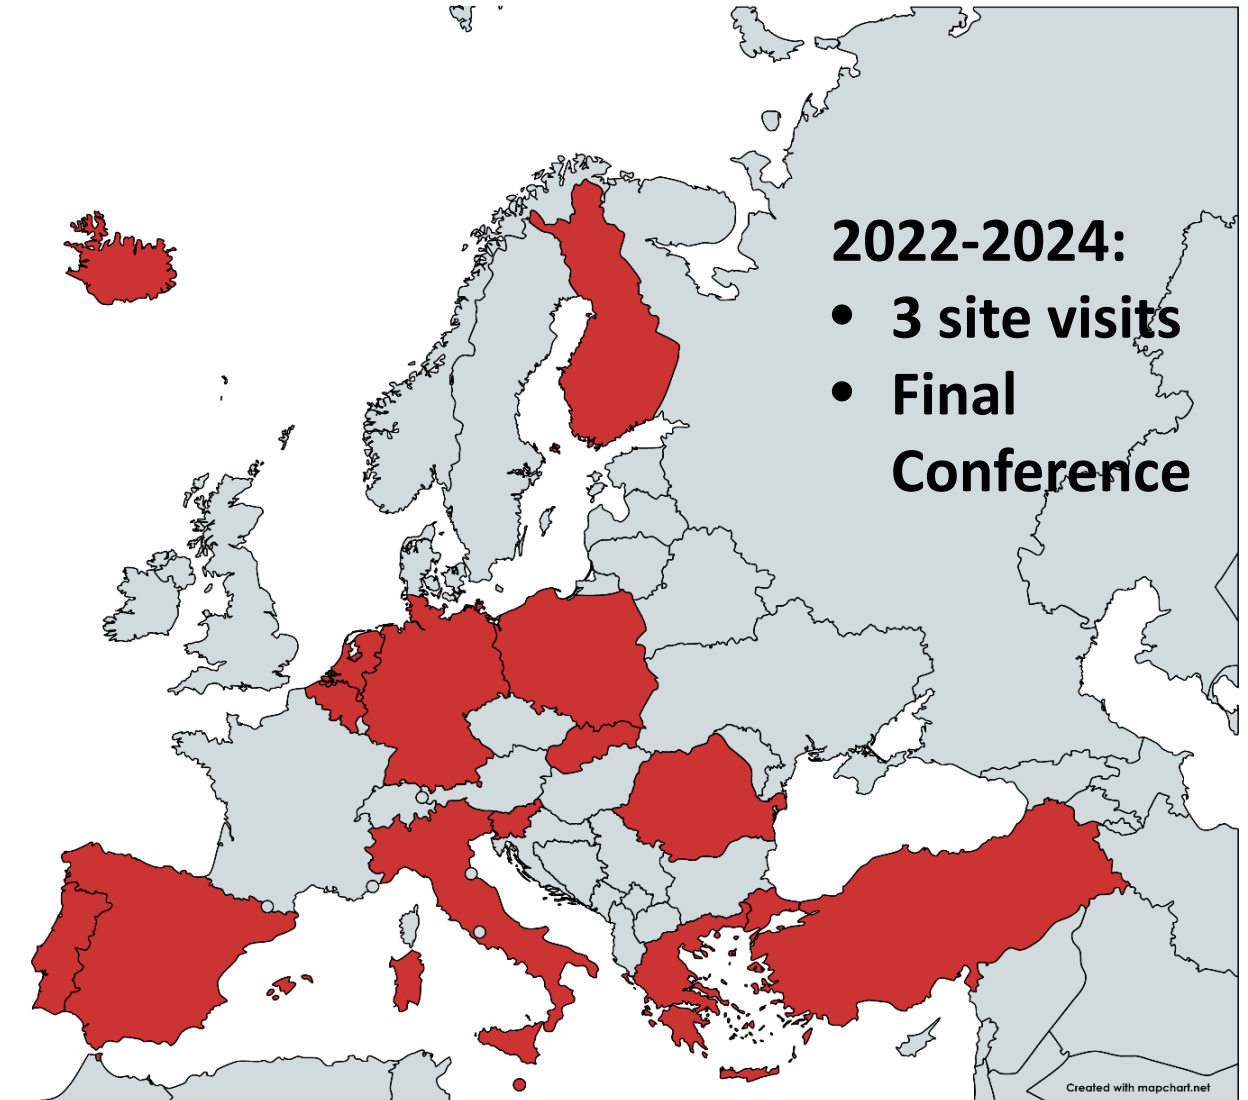 2022-2024:
• 3 site visits
• Final
Conference
Created with mapchart.net